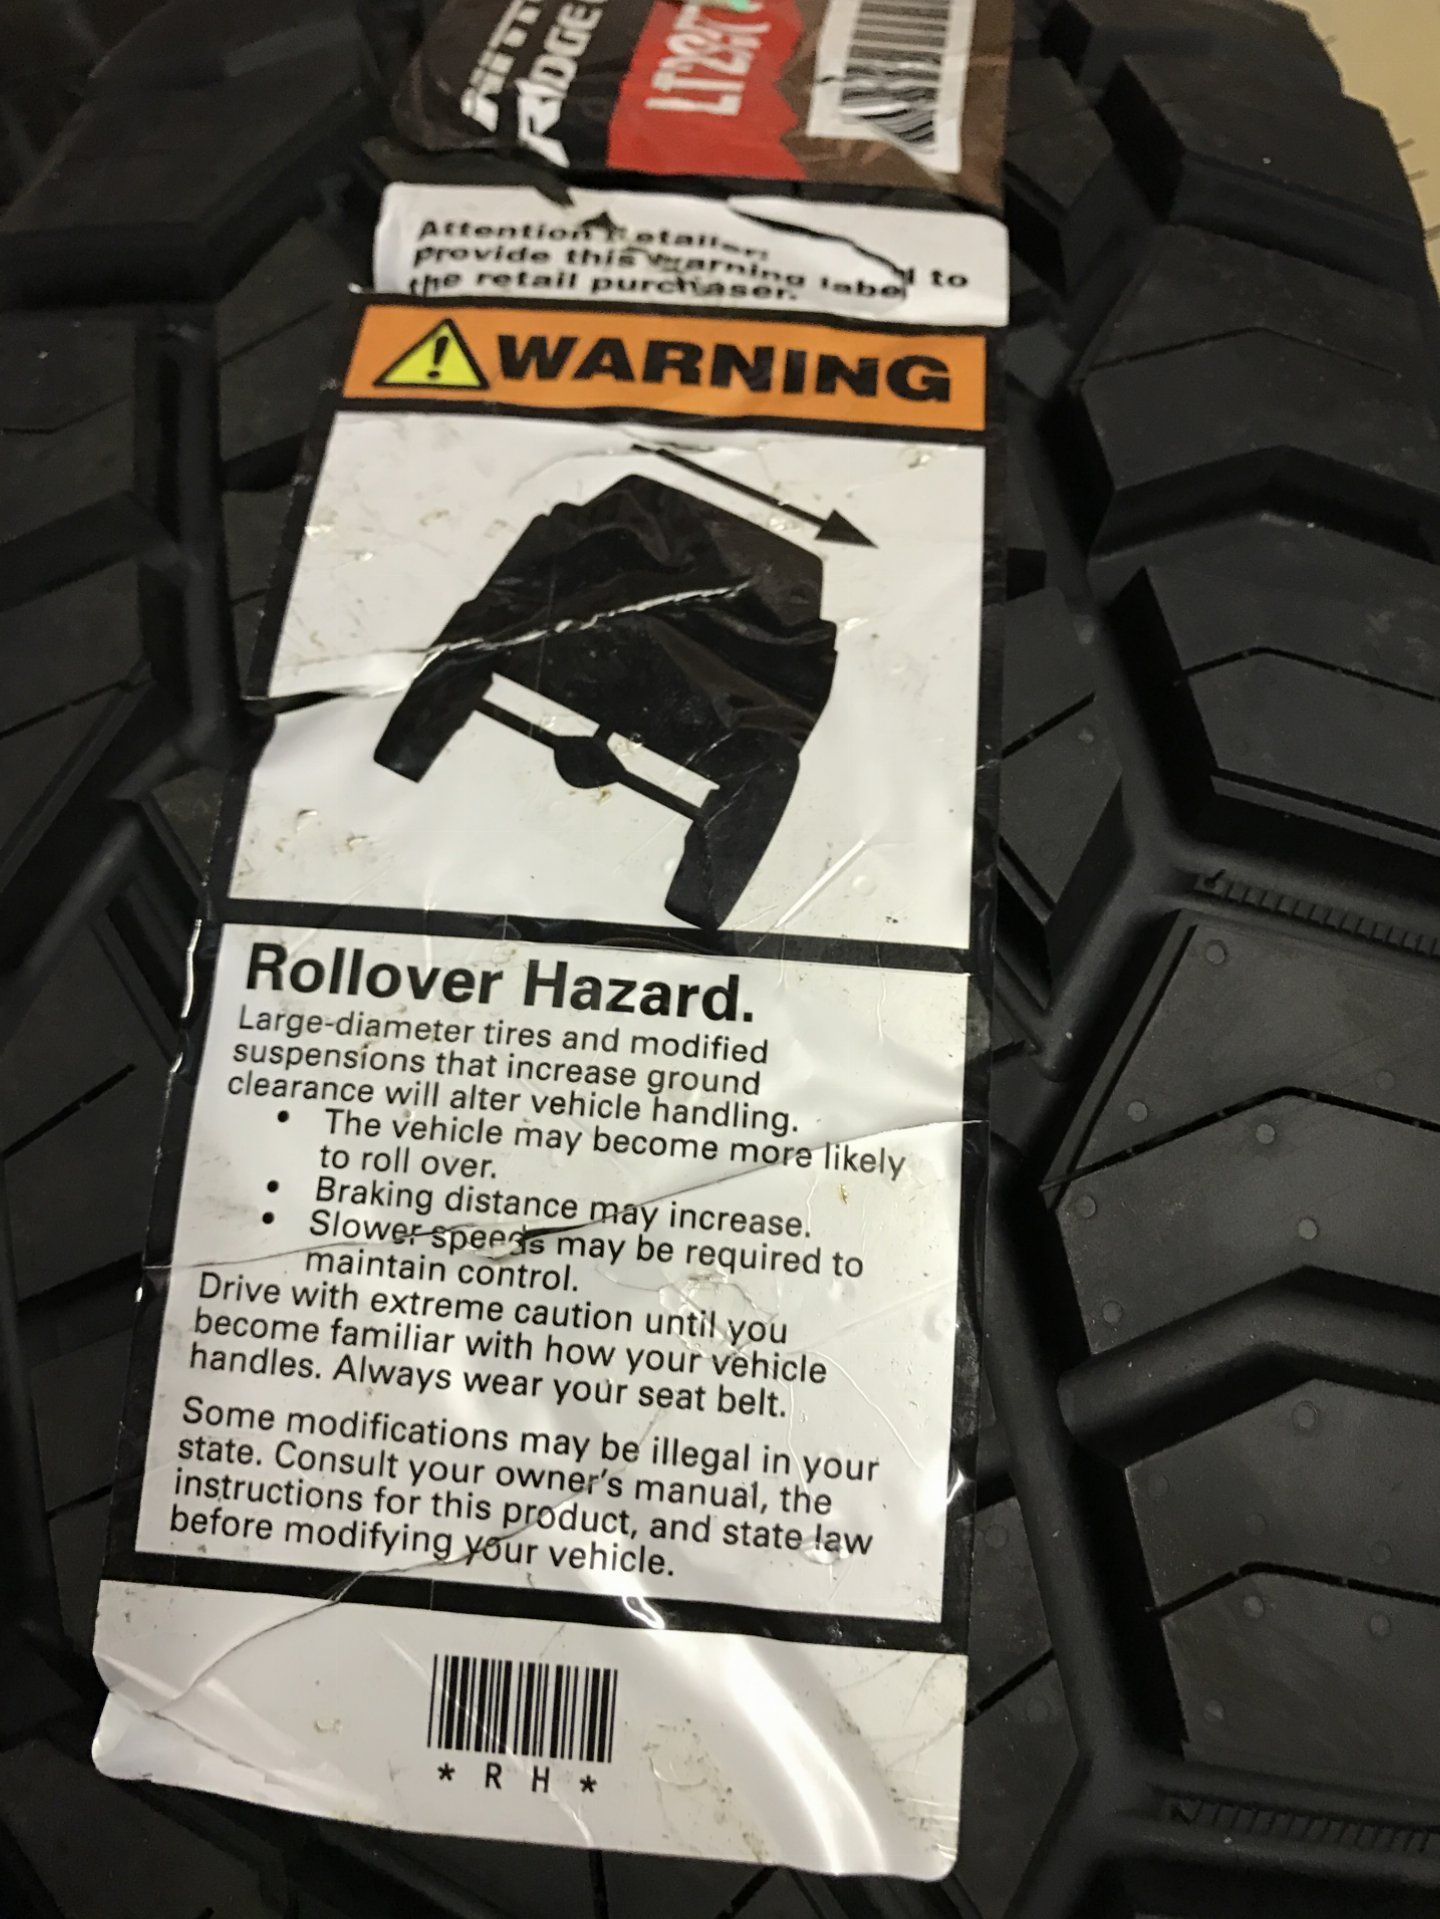 Attention Retailer:
provide this warning label to
the retail purchaser.
WARNING
Rollover Hazard.
Large-diameter tires and modified
suspensions that increase ground
clearance will alter vehicle handling.
• The vehicle may become more likely
to roll over.
• Braking distance may increase.
• Slower speeds may be required to
maintain control.
Drive with extreme caution until you
become familiar with how your vehicle
handles. Always wear your seat belt.
Some modifications may be illegal in your
state. Consult your owner's manual, the
instructions for this product, and state law
before modifying your vehicle.
* R H *